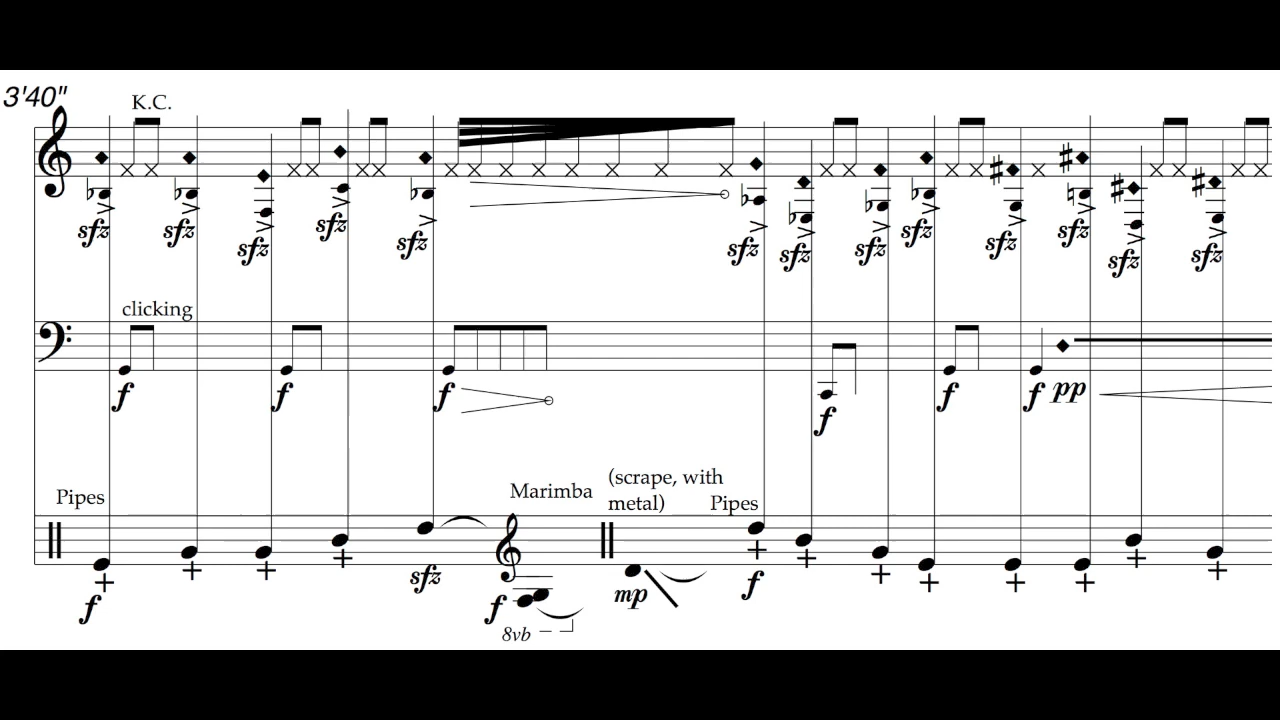 3'40"
K.C.
sfz sfz sfz sfz sfz sfz sfz sfz sfz sfz sfz sfz sfz
clicking
f f f f f f pp
Pipes
Marimba
(scrape, with
metal)
Pipes
f sfz f mp f
8vb